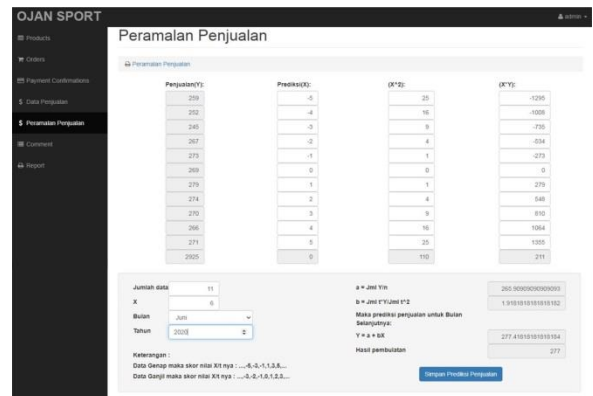 OJAN SPORT
admin
Products
Orders
Payment Confirmations
$ Data Penjualan
$ Peramalan Penjualan
Comment
Report
Peramalan Penjualan
Peramalan Penjualan
Penjualan(Y): Prediksi(X): (X^2): (X*Y):
259 -5 25 -1295
252 -4 16 -1008
245 -3 9 -735
267 -2 4 -534
273 -1 1 -273
269 0 0 0
279 1 1 279
274 2 4 548
270 3 9 810
266 4 16 1064
271 5 25 1355
2925 0 110 211
Jumlah data 11
X 6
Bulan Juni
Tahun 2020
Keterangan :
Data Genap maka skor nilai X/t nya : ...,-5,-3,-1,1,3,5,...
Data Ganjil maka skor nilai X/t nya : ...,-3,-2,-1,0,1,2,3,...
a = Jml Y/n 265.90909090909093
b = Jml t*Y/Jml t^2 1.9181818181818182
Maka prediksi penjualan untuk Bulan
Selanjutnya:
Y = a + bX 277.41818181818184
Hasil pembulatan 277
Simpan Prediksi Penjualan